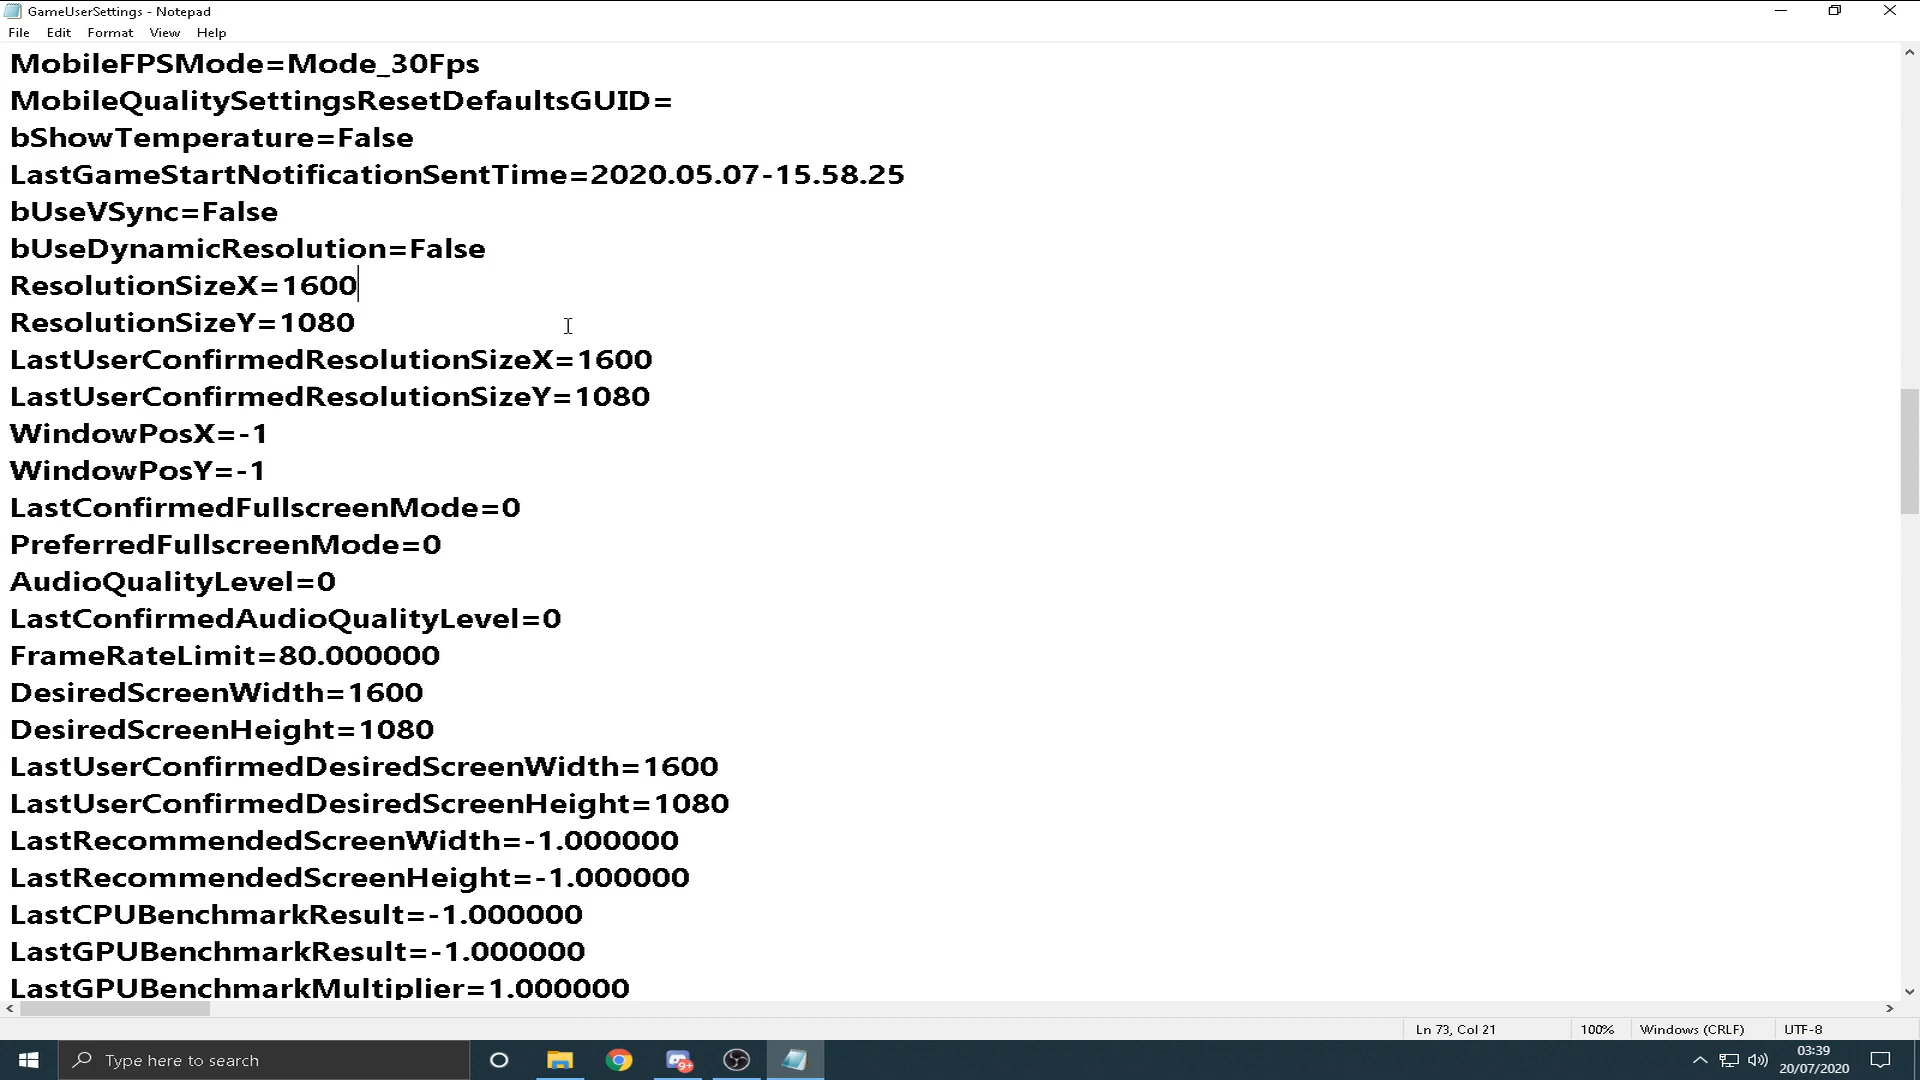 GameUserSettings - Notepad
File Edit Format View Help
MobileFPSMode=Mode_30Fps
MobileQualitySettingsResetDefaultsGUID=
bShowTemperature=False
LastGameStartNotificationSentTime=2020.05.07-15.58.25
bUseVSync=False
bUseDynamicResolution=False
ResolutionSizeX=1600
ResolutionSizeY=1080
LastUserConfirmedResolutionSizeX=1600
LastUserConfirmedResolutionSizeY=1080
WindowPosX=-1
WindowPosY=-1
LastConfirmedFullscreenMode=0
PreferredFullscreenMode=0
AudioQualityLevel=0
LastConfirmedAudioQualityLevel=0
FrameRateLimit=80.000000
DesiredScreenWidth=1600
DesiredScreenHeight=1080
LastUserConfirmedDesiredScreenWidth=1600
LastUserConfirmedDesiredScreenHeight=1080
LastRecommendedScreenWidth=-1.000000
LastRecommendedScreenHeight=-1.000000
LastCPUBenchmarkResult=-1.000000
LastGPUBenchmarkResult=-1.000000
LastGPUBenchmarkMultiplier=1.000000
Ln 73, Col 21 100% Windows (CRLF) UTF-8
Type here to search
9+
03:39
20/07/2020